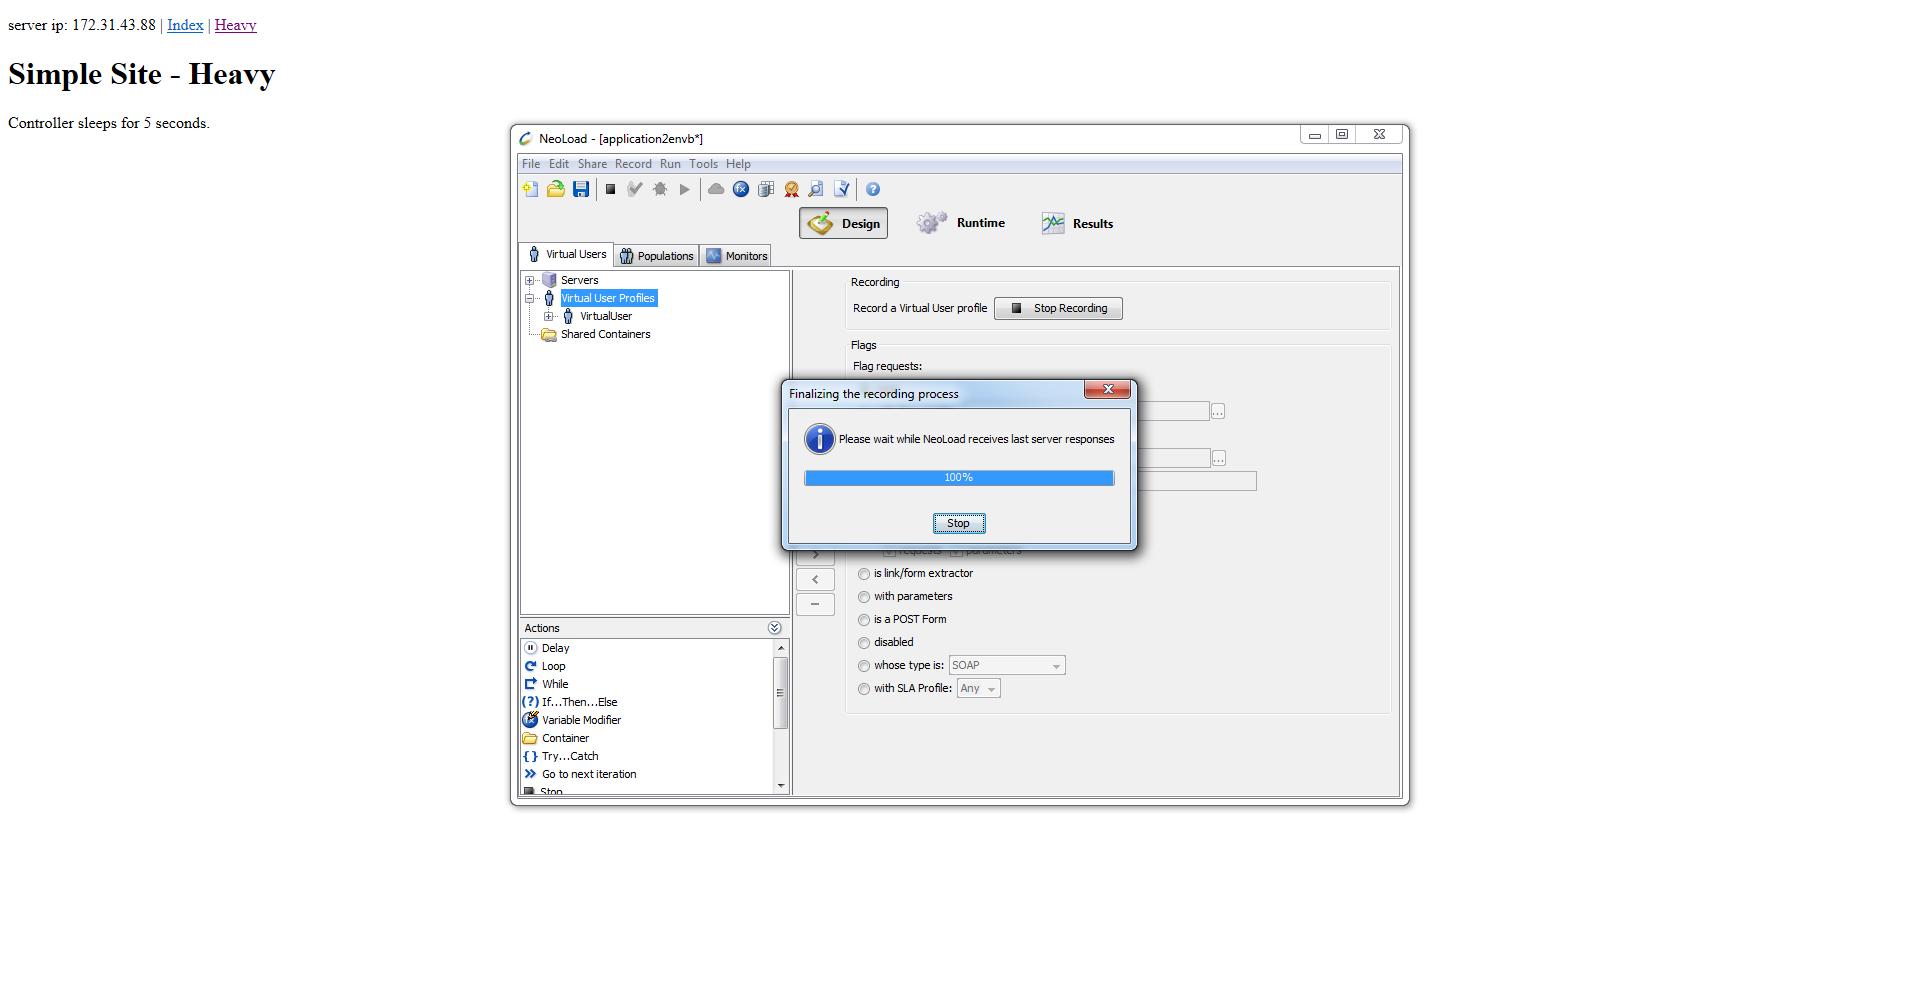 server ip: 172.31.43.88 | Index | Heavy
Simple Site - Heavy
Controller sleeps for 5 seconds.
NeoLoad - [application2envb*]
File Edit Share Record Run Tools Help
Design Runtime Results
Virtual Users Populations Monitors
Servers
Virtual User Profiles
VirtualUser
Shared Containers
Recording
Record a Virtual User profile Stop Recording
Flags
Flag requests:
Finalizing the recording process
Please wait while NeoLoad receives last server responses
100%
Stop
requests parameters
is link/form extractor
with parameters
is a POST Form
disabled
whose type is: SOAP
with SLA Profile: Any
Actions
Delay
Loop
While
If...Then...Else
Variable Modifier
Container
Try...Catch
Go to next iteration
Stop